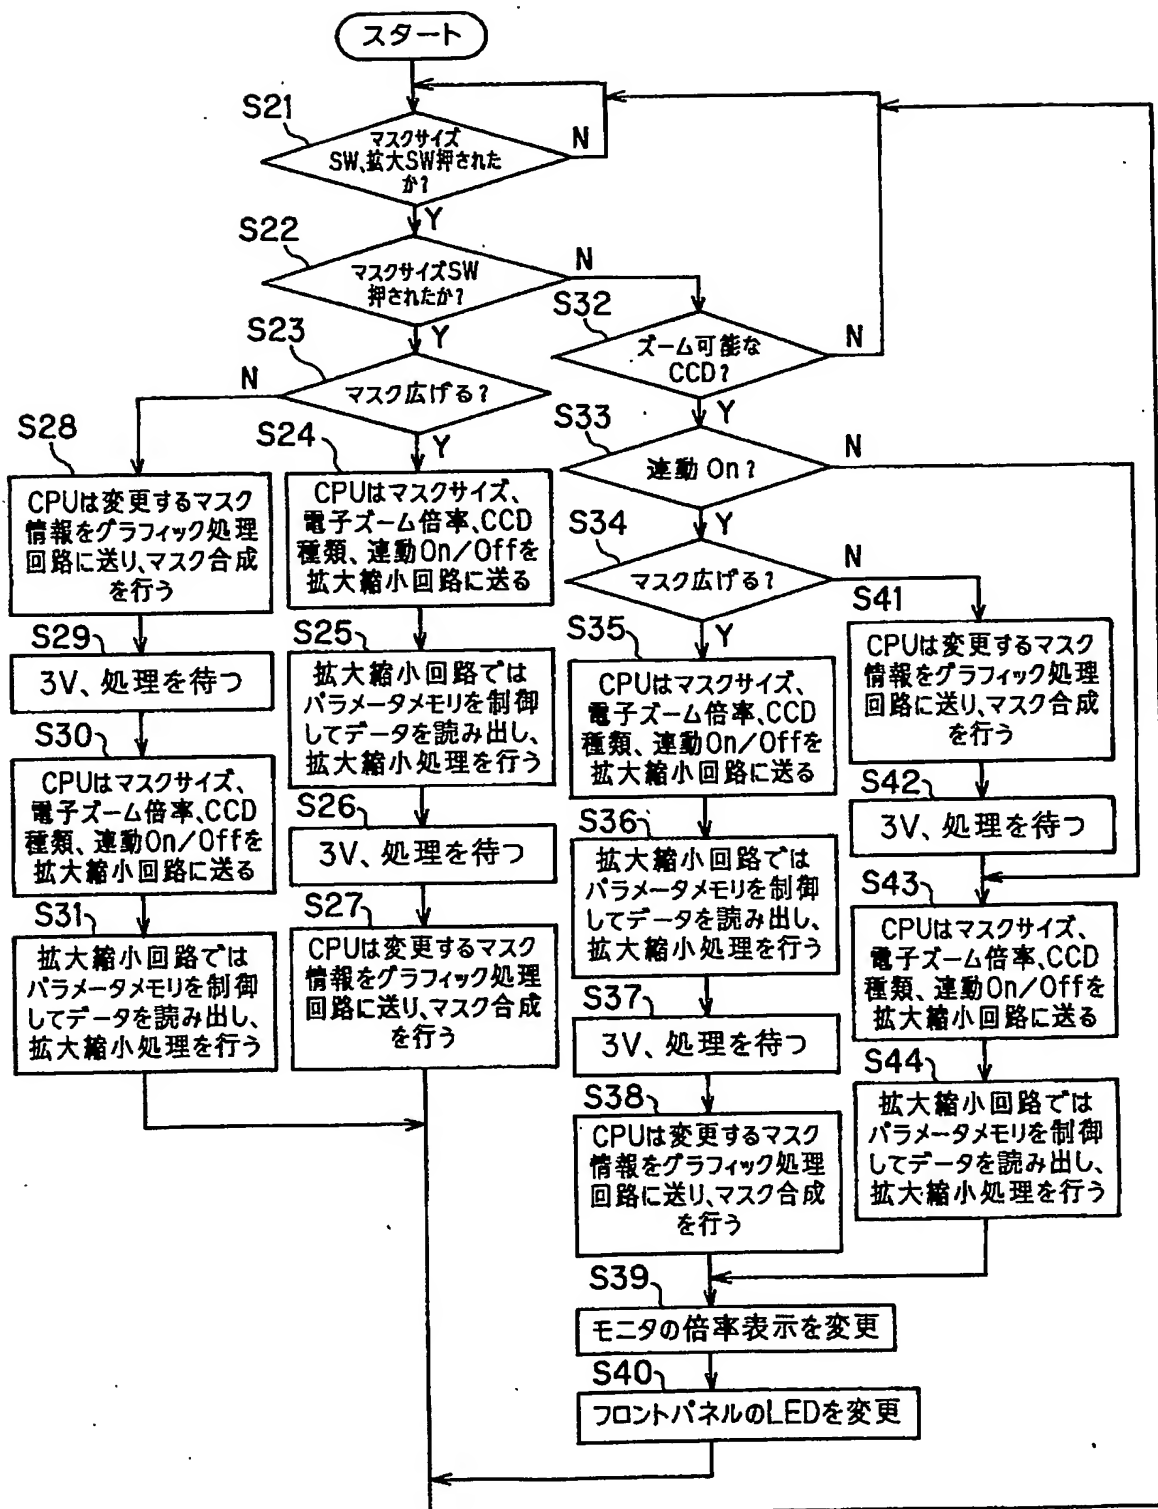 スタート
S21
マスクサイズ
SW、拡大SW押された
か?
N
Y
S22
マスクサイズSW
押されたか?
N
Y
S32
ズーム可能な
CCD?
N
Y
S23
マスク広げる?
N
Y
S33
連動 On?
N
Y
S34
マスク広げる?
N
Y
S28
CPUは変更するマスク
情報をグラフィック処理
回路に送り、マスク合成
を行う
S29
3V、処理を待つ
S30
CPUはマスクサイズ、
電子ズーム倍率、CCD
種類、連動On/Offを
拡大縮小回路に送る
S31
拡大縮小回路では
パラメータメモリを制御
してデータを読み出し、
拡大縮小処理を行う
S24
CPUはマスクサイズ、
電子ズーム倍率、CCD
種類、連動On/Offを
拡大縮小回路に送る
S25
拡大縮小回路では
パラメータメモリを制御
してデータを読み出し、
拡大縮小処理を行う
S26
3V、処理を待つ
S27
CPUは変更するマスク
情報をグラフィック処理
回路に送り、マスク合成
を行う
S35
CPUはマスクサイズ、
電子ズーム倍率、CCD
種類、連動On/Offを
拡大縮小回路に送る
S36
拡大縮小回路では
パラメータメモリを制御
してデータを読み出し、
拡大縮小処理を行う
S37
3V、処理を待つ
S38
CPUは変更するマスク
情報をグラフィック処理
回路に送り、マスク合成
を行う
S41
CPUは変更するマスク
情報をグラフィック処理
回路に送り、マスク合成
を行う
S42
3V、処理を待つ
S43
CPUはマスクサイズ、
電子ズーム倍率、CCD
種類、連動On/Offを
拡大縮小回路に送る
S44
拡大縮小回路では
パラメータメモリを制御
してデータを読み出し、
拡大縮小処理を行う
S39
モニタの倍率表示を変更
S40
フロントパネルのLEDを変更